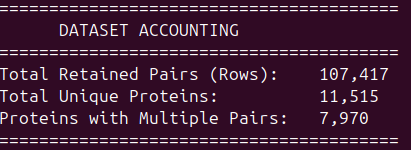 ========================================
DATASET ACCOUNTING
========================================
Total Retained Pairs (Rows): 107,417
Total Unique Proteins: 11,515
Proteins with Multiple Pairs: 7,970
========================================